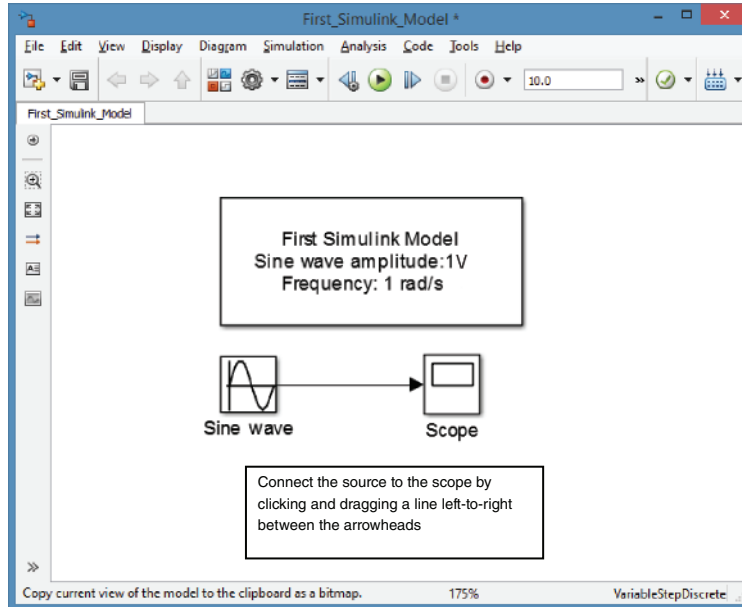 First_Simulink_Model *
File Edit View Display Diagram Simulation Analysis Code Tools Help
10.0
»
First_Simulink_Model
First Simulink Model
Sine wave amplitude:1V
Frequency: 1 rad/s
Sine wave
Scope
Connect the source to the scope by
clicking and dragging a line left-to-right
between the arrowheads
»
Copy current view of the model to the clipboard as a bitmap. 175% VariableStepDiscrete